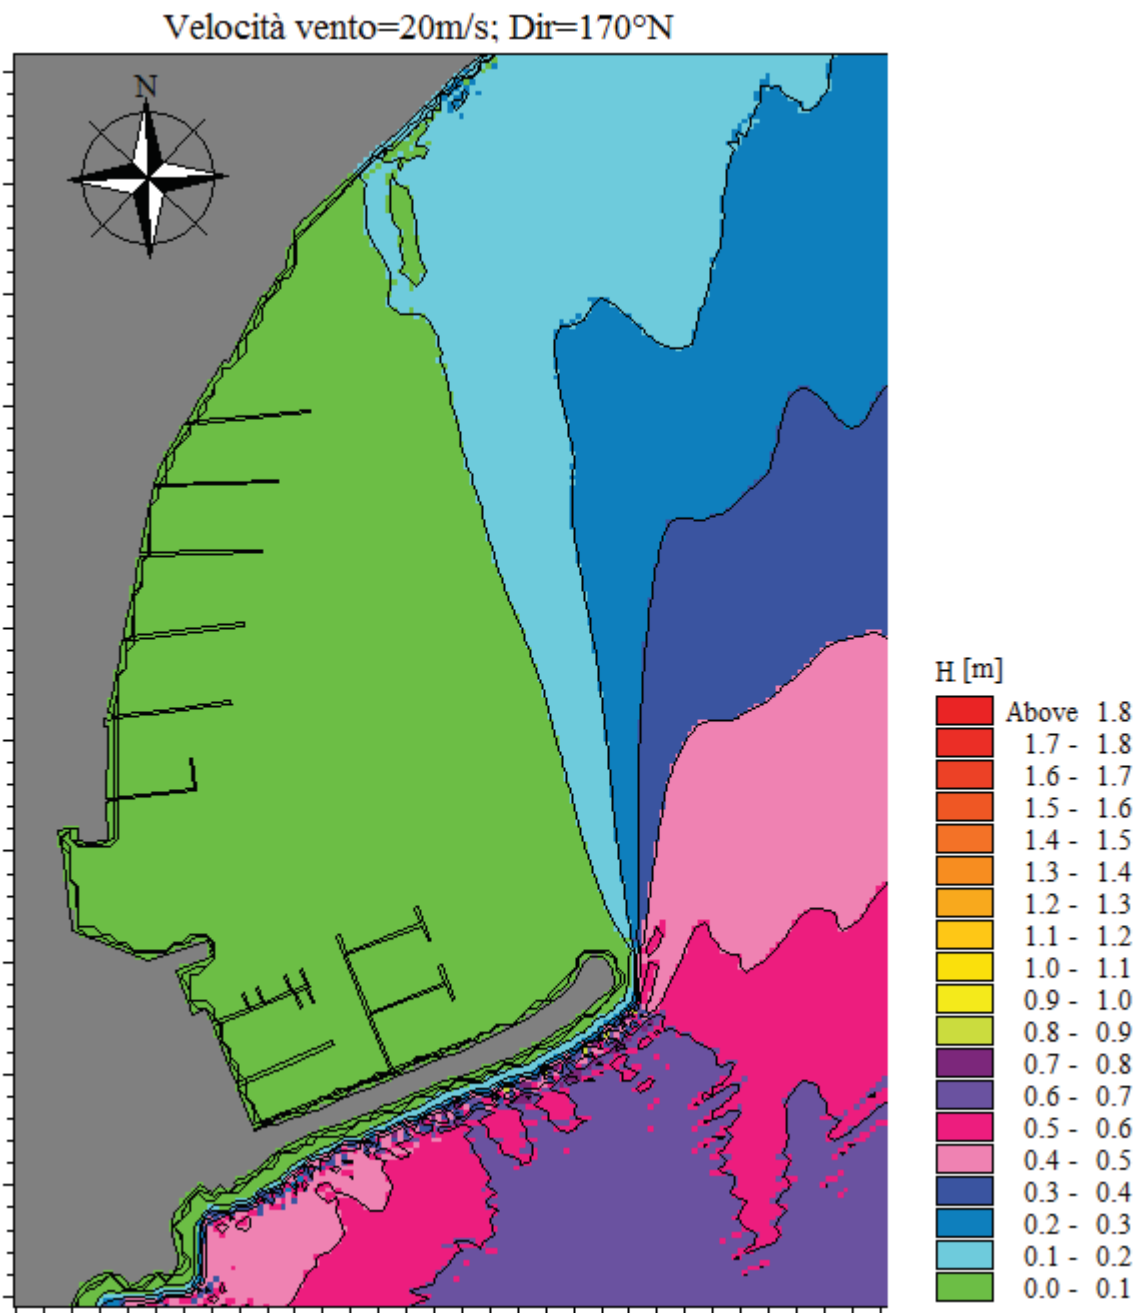 Velocità vento=20m/s; Dir=170°N
N
H [m]
Above 1.8
1.7 - 1.8
1.6 - 1.7
1.5 - 1.6
1.4 - 1.5
1.3 - 1.4
1.2 - 1.3
1.1 - 1.2
1.0 - 1.1
0.9 - 1.0
0.8 - 0.9
0.7 - 0.8
0.6 - 0.7
0.5 - 0.6
0.4 - 0.5
0.3 - 0.4
0.2 - 0.3
0.1 - 0.2
0.0 - 0.1